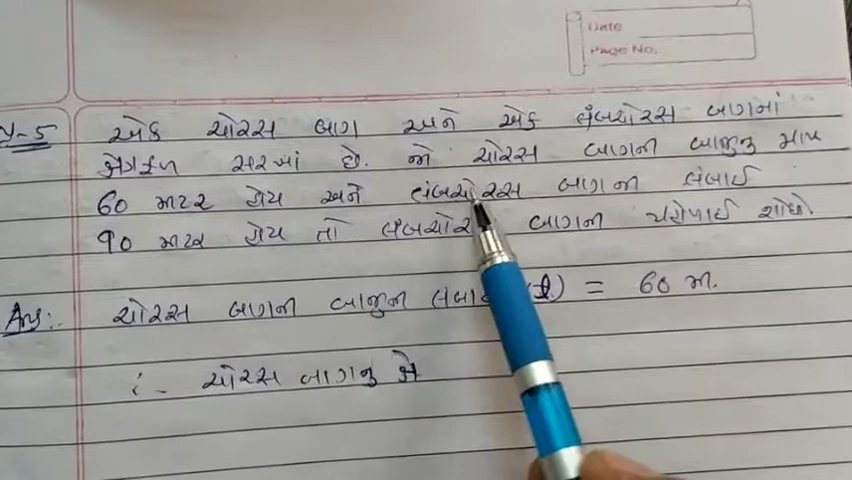 Date
Page No.
પ્ર-5 એક ચોરસ બાગ અને એક લંબચોરસ બાગમાં
ક્ષેત્રફળ સરખાં છે. જો ચોરસ બાગની બાજુનુ માપ
60 મીટર હોય અને લંબચોરસ બાગની લંબાઈ
90 મીટર હોય તો લંબચોરસ બાગની પહોળાઈ શોધો.
Ans:- ચોરસ બાગની બાજુની લંબાઈ = 60 મી.
∴- ચોરસ બાગનુ ક્ષે